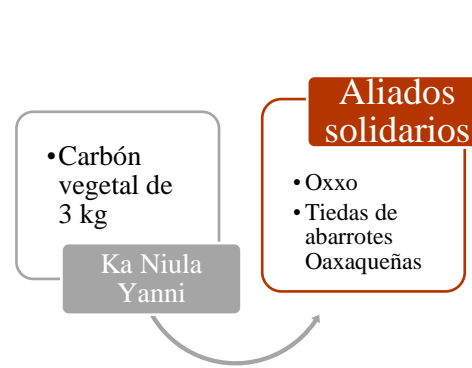 •Carbón
vegetal de
3 kg
Ka Niula
Yanni
Aliados
solidarios
• Oxxo
• Tiedas de
abarrotes
Oaxaqueñas